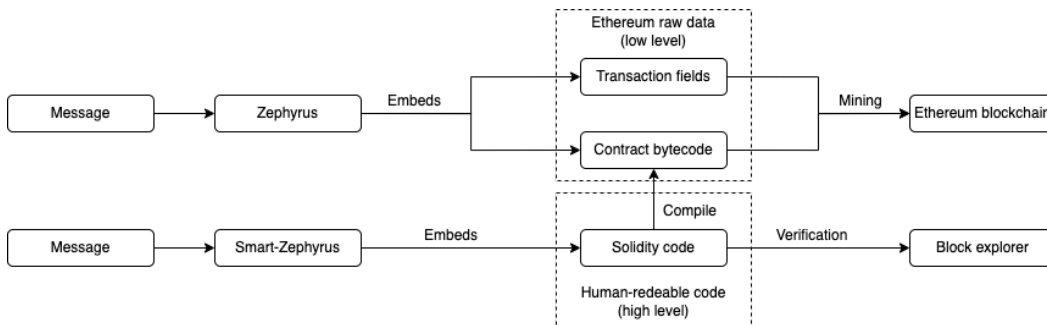 Ethereum raw data
(low level)
Transaction fields
Message
Zephyrus
Embeds
Mining
Ethereum blockchain
Contract bytecode
Compile
Message
Smart-Zephyrus
Embeds
Solidity code
Verification
Block explorer
Human-redeable code
(high level)